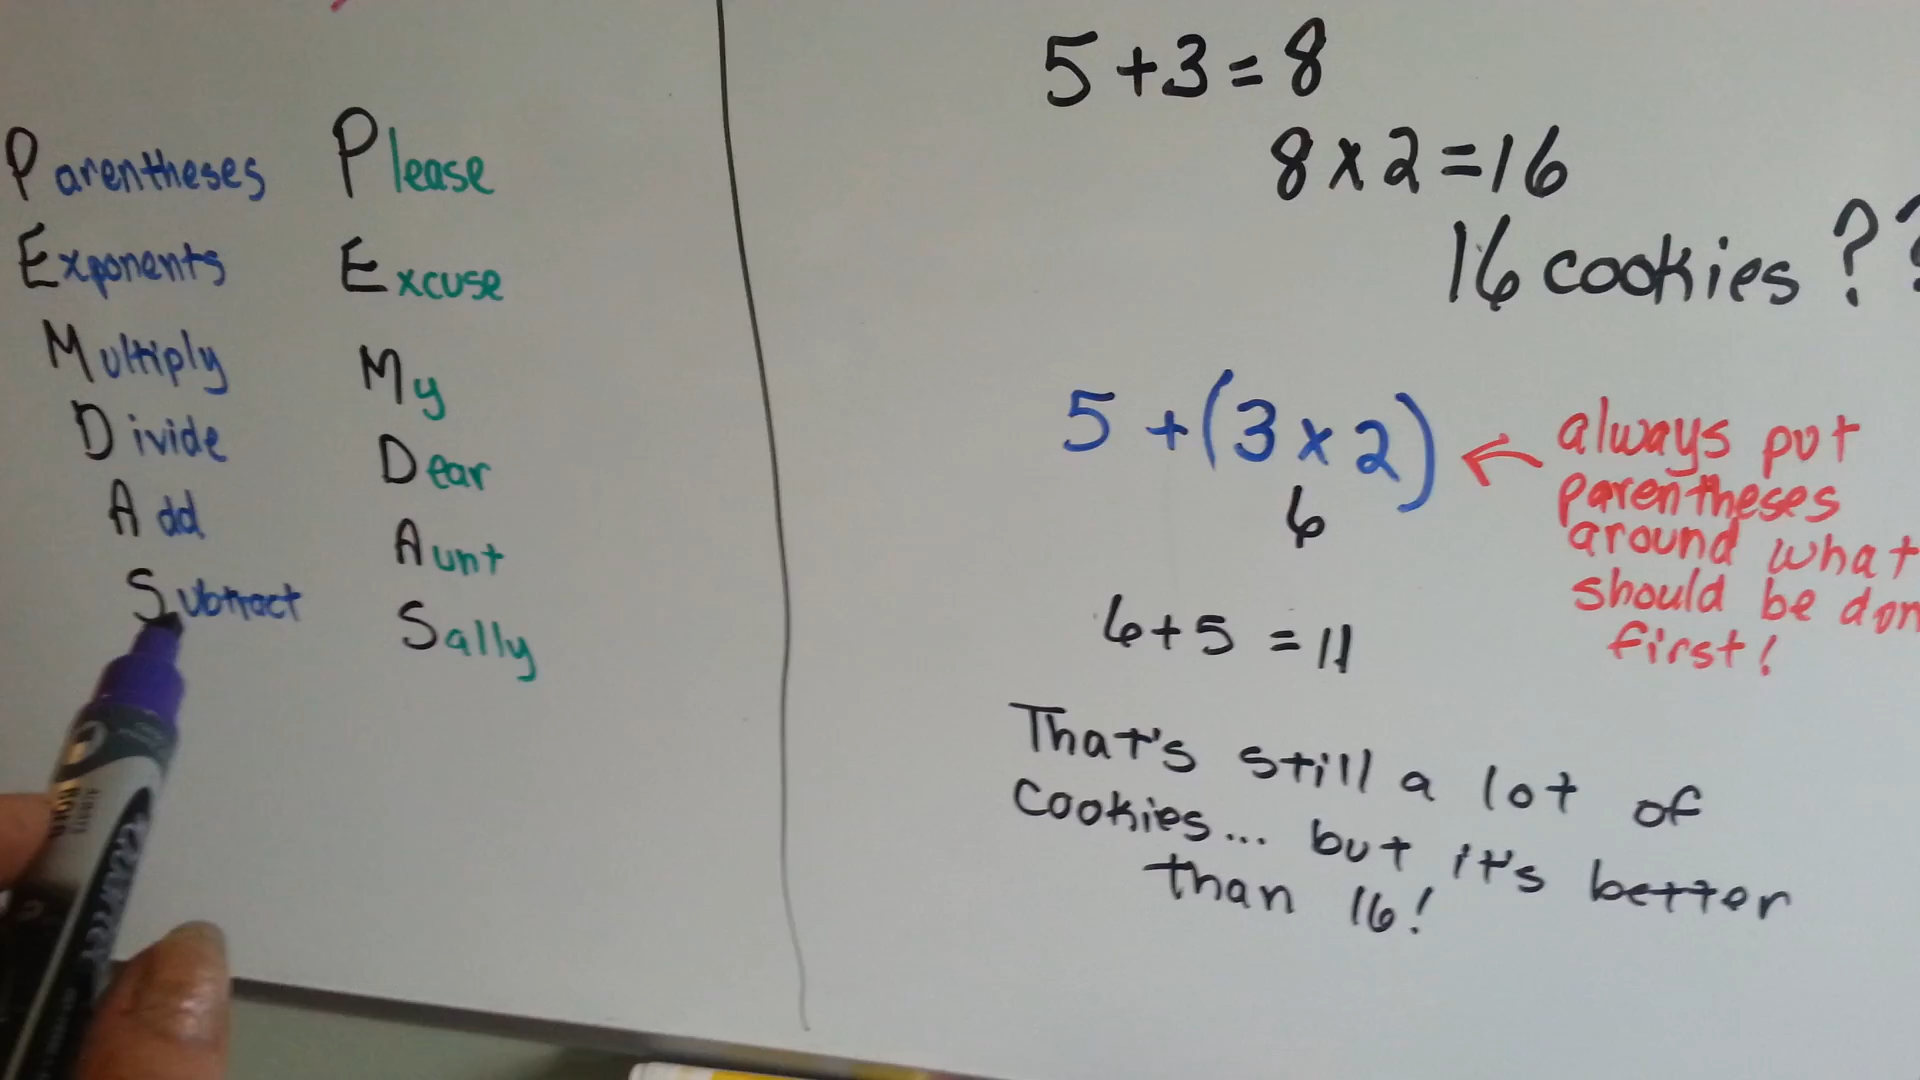 Parentheses
Exponents
Multiply
Divide
Add
Subtract
Please
Excuse
My
Dear
Aunt
Sally
5+3=8
8x2=16
16 cookies??
5+(3x2)
6
always put
parentheses
around what
should be don
first!
6+5=11
That's still a lot of
cookies... but it's better
than 16!